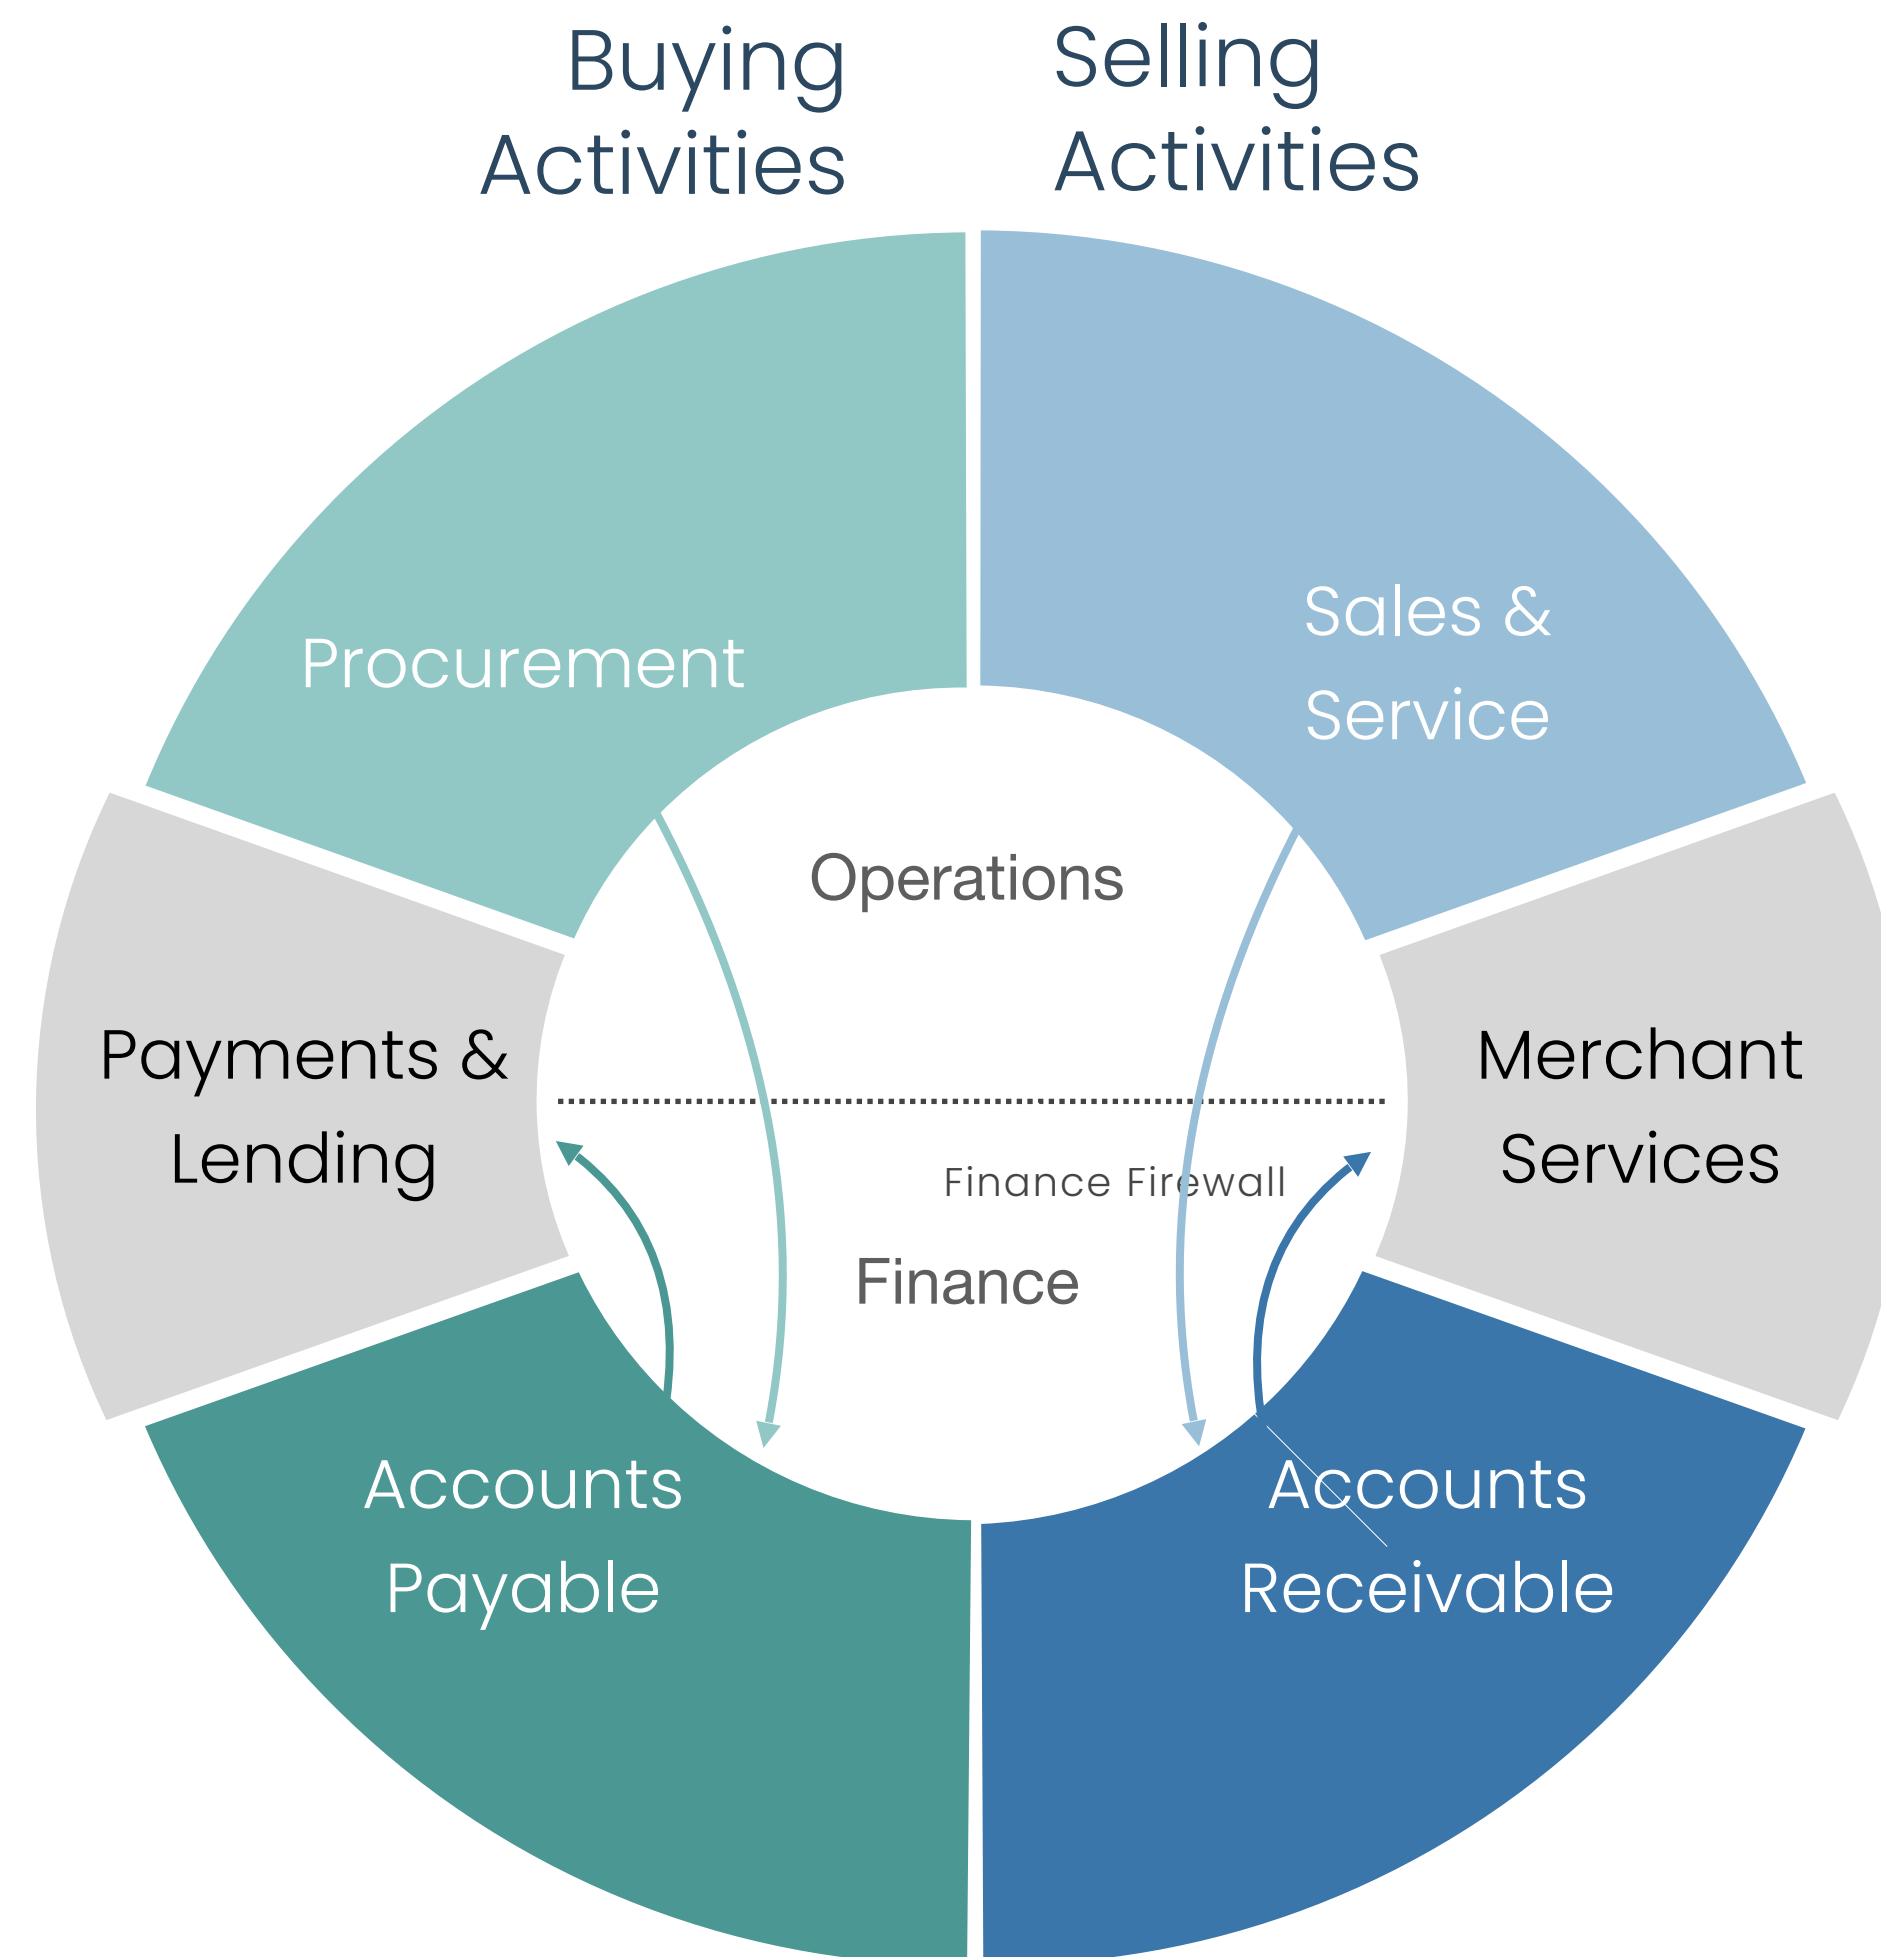 Buying
Activities
Selling
Activities
Procurement
Sales &
Service
Operations
Payments &
Lending
Merchant
Services
Finance Firewall
Finance
Accounts
Payable
Accounts
Receivable